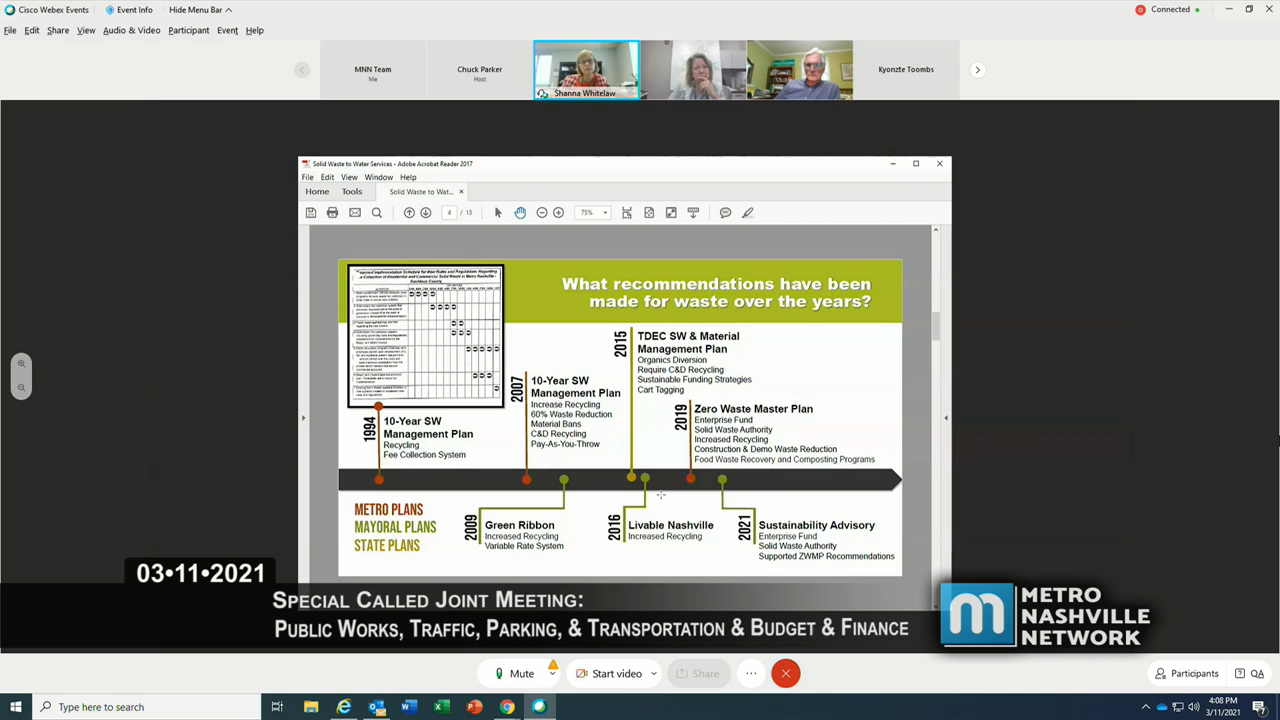 Cisco Webex Events
Event Info
Hide Menu Bar
Connected
File Edit Share View Audio & Video Participant Event Help
MNN Team
Me
Chuck Parker
Host
Shanna Whitelaw
Kyonzte Toombs
Solid Waste to Water Services - Adobe Acrobat Reader 2017
File Edit View Window Help
Home Tools Solid Waste to Wat... ×
4 / 13 75%
What recommendations have been
made for waste over the years?
1994
10-Year SW
Management Plan
Recycling
Fee Collection System
2007
10-Year SW
Management Plan
Increase Recycling
60% Waste Reduction
Material Bans
C&D Recycling
Pay-As-You-Throw
2015
TDEC SW & Material
Management Plan
Organics Diversion
Require C&D Recycling
Sustainable Funding Strategies
Cart Tagging
2019
Zero Waste Master Plan
Enterprise Fund
Solid Waste Authority
Increased Recycling
Construction & Demo Waste Reduction
Food Waste Recovery and Composting Programs
METRO PLANS
MAYORAL PLANS
STATE PLANS
2009
Green Ribbon
Increased Recycling
Variable Rate System
2016
Livable Nashville
Increased Recycling
2021
Sustainability Advisory
Enterprise Fund
Solid Waste Authority
Supported ZWMP Recommendations
03•11•2021
Special Called Joint Meeting:
Public Works, Traffic, Parking, & Transportation & Budget & Finance
m
METRO
NASHVILLE
NETWORK
Mute
Start video
Share
Participants
QA
Type here to search
4:08 PM
3/11/2021